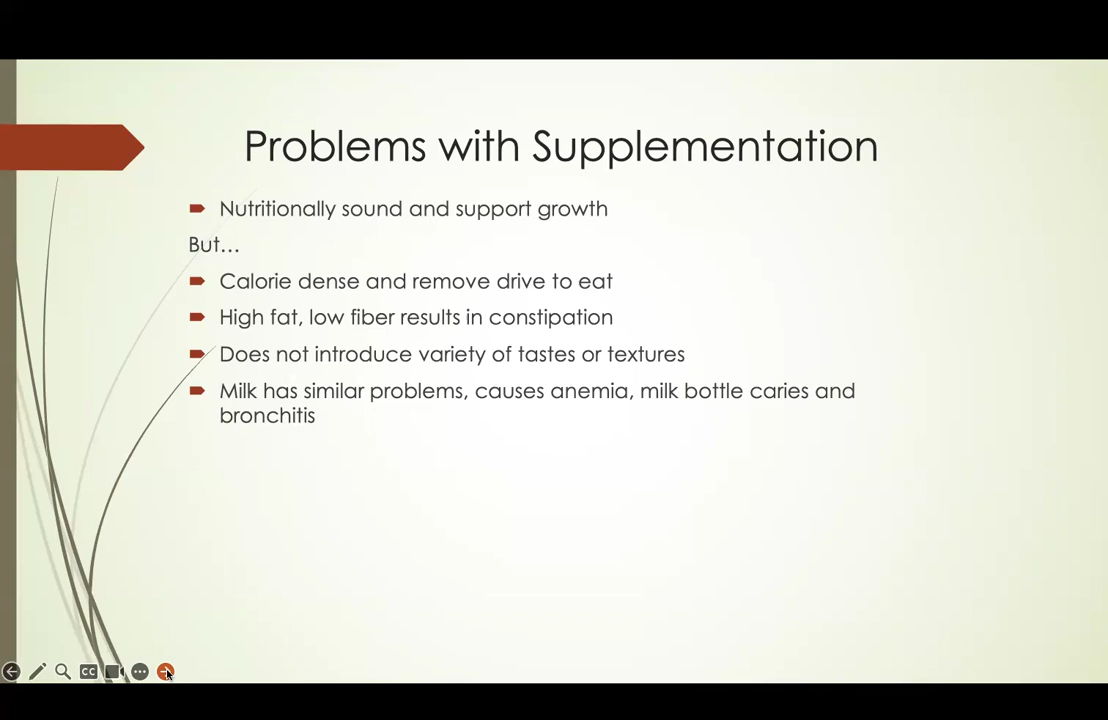 Problems with Supplementation
Nutritionally sound and support growth
But…
Calorie dense and remove drive to eat
High fat, low fiber results in constipation
Does not introduce variety of tastes or textures
Milk has similar problems, causes anemia, milk bottle caries and
bronchitis
CC